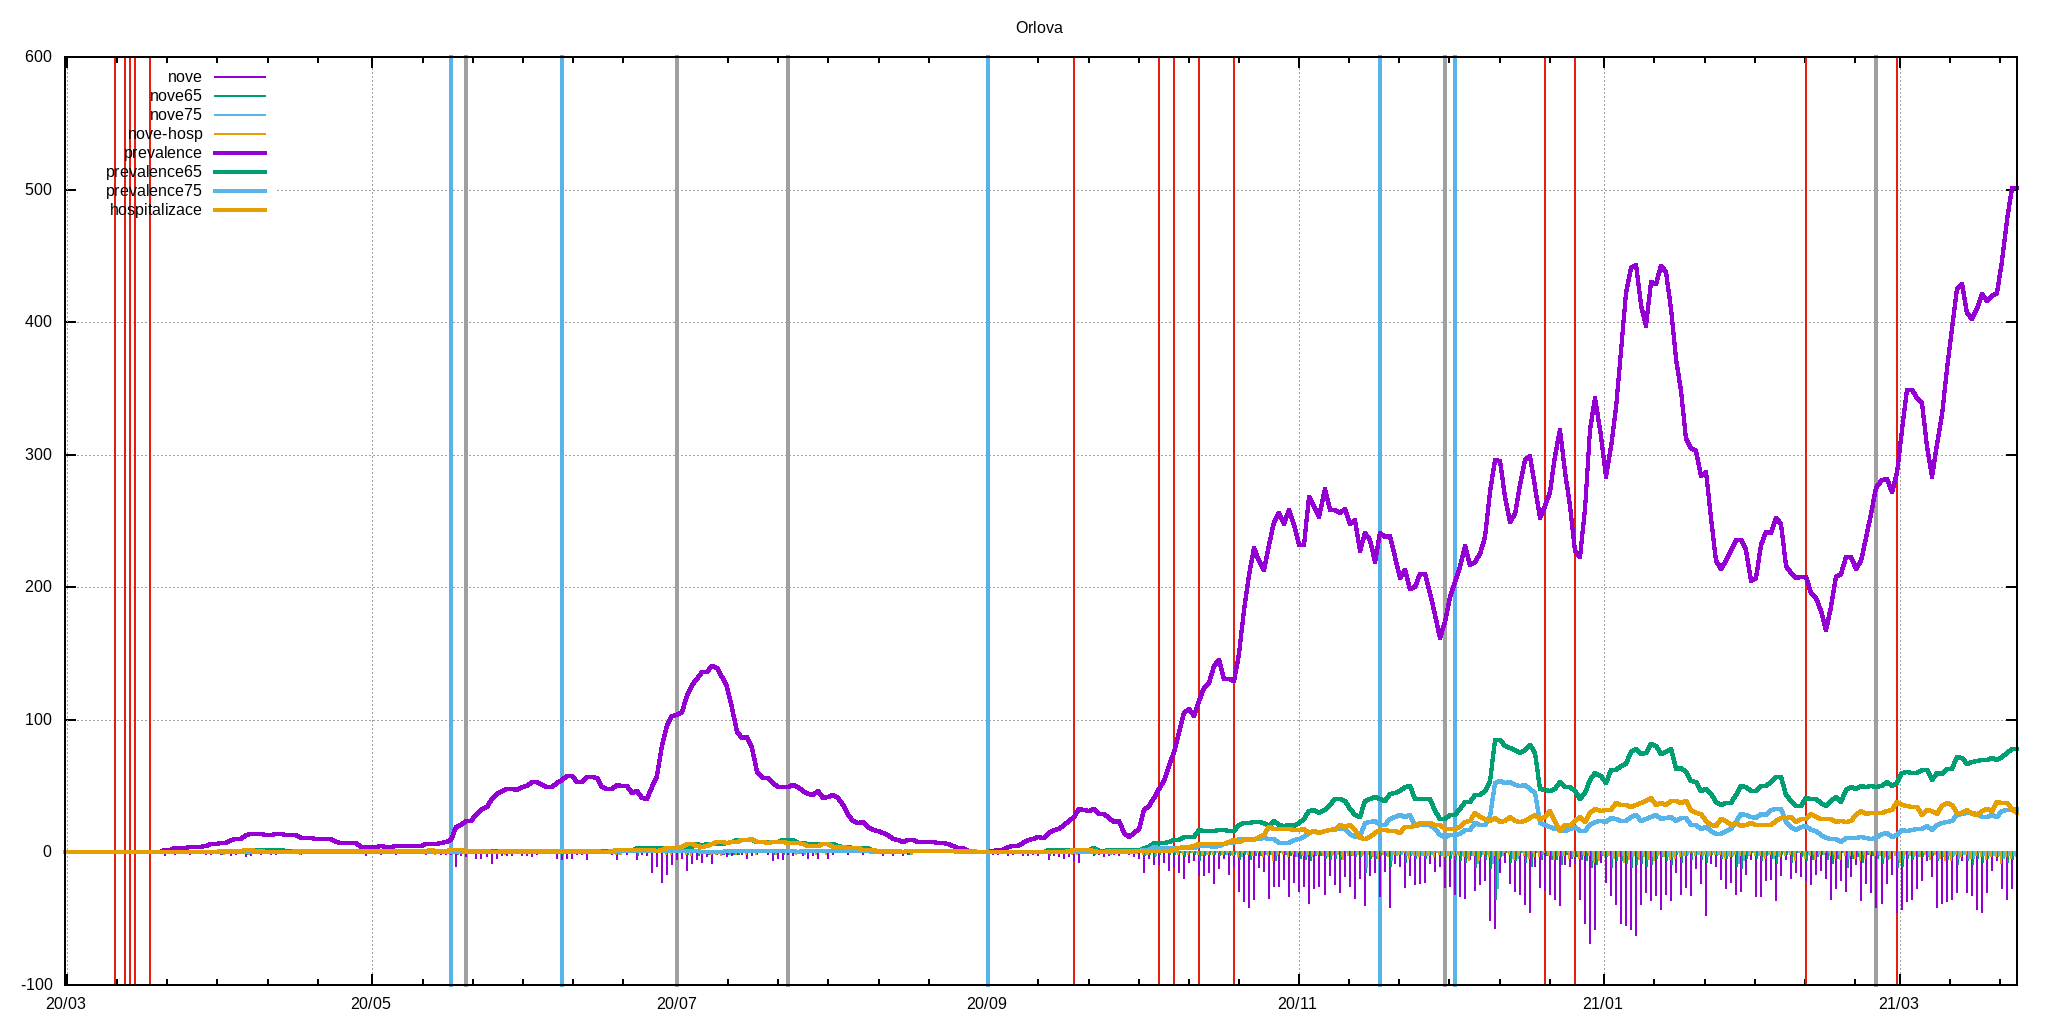 Orlova
600
nove
nove65
nove75
nove-hosp
prevalence
prevalence65
prevalence75
hospitalizace
500
400
300
200
100
0
-100
20/03 20/05 20/07 20/09 20/11 21/01 21/03